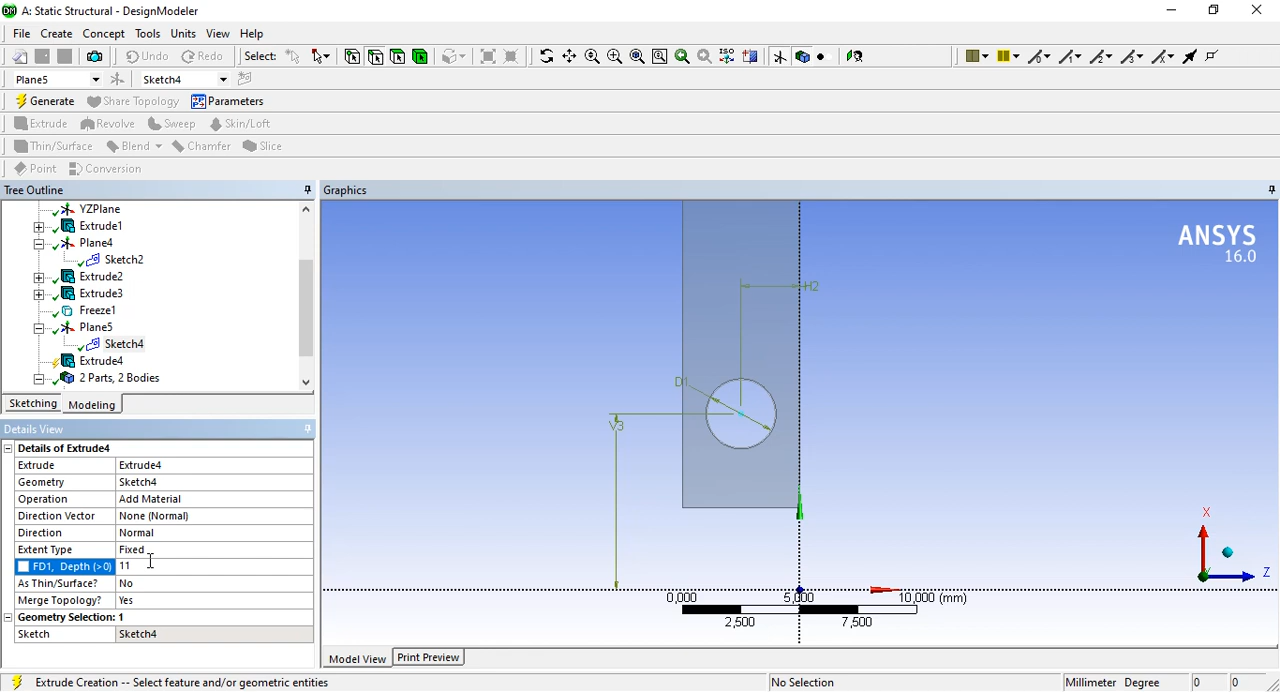 A: Static Structural - DesignModeler
File Create Concept Tools Units View Help
Undo Redo Select: ISO
Plane5 Sketch4
Generate Share Topology Parameters
Extrude Revolve Sweep Skin/Loft
Thin/Surface Blend Chamfer Slice
Point Conversion
Tree Outline
YZPlane
Extrude1
Plane4
Sketch2
Extrude2
Extrude3
Freeze1
Plane5
Sketch4
Extrude4
2 Parts, 2 Bodies
Sketching Modeling
Details View
Details of Extrude4
Extrude Extrude4
Geometry Sketch4
Operation Add Material
Direction Vector None (Normal)
Direction Normal
Extent Type Fixed
FD1, Depth (>0) 11
As Thin/Surface? No
Merge Topology? Yes
Geometry Selection: 1
Sketch Sketch4
Graphics
ANSYS
16.0
H2
D1
V3
0,000 5,000 10,000 (mm)
2,500 7,500
X
Y Z
Model View Print Preview
Extrude Creation -- Select feature and/or geometric entities No Selection Millimeter Degree 0 0